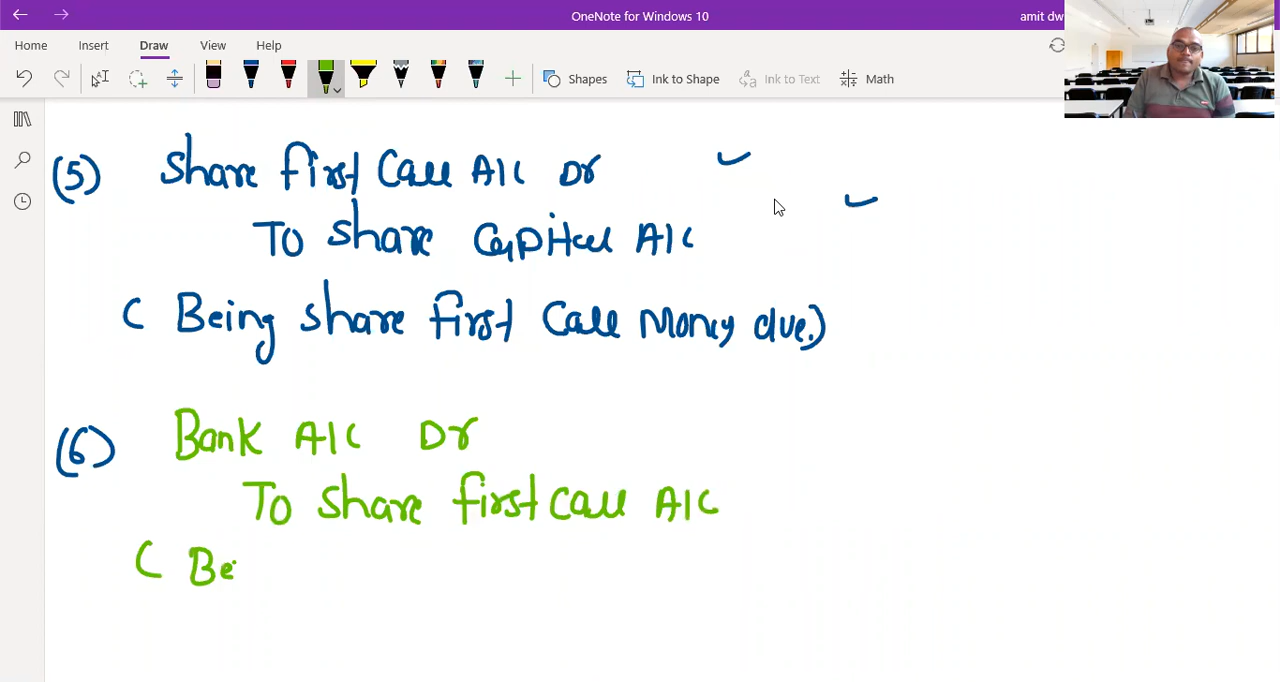 OneNote for Windows 10
amit dw
Home Insert Draw View Help
Shapes Ink to Shape Ink to Text Math
(5) Share first Call A/C Dr
To share Capital A/C
( Being share first Call Money due.)
(6) Bank A/C Dr
To share first Call A/C
( Be